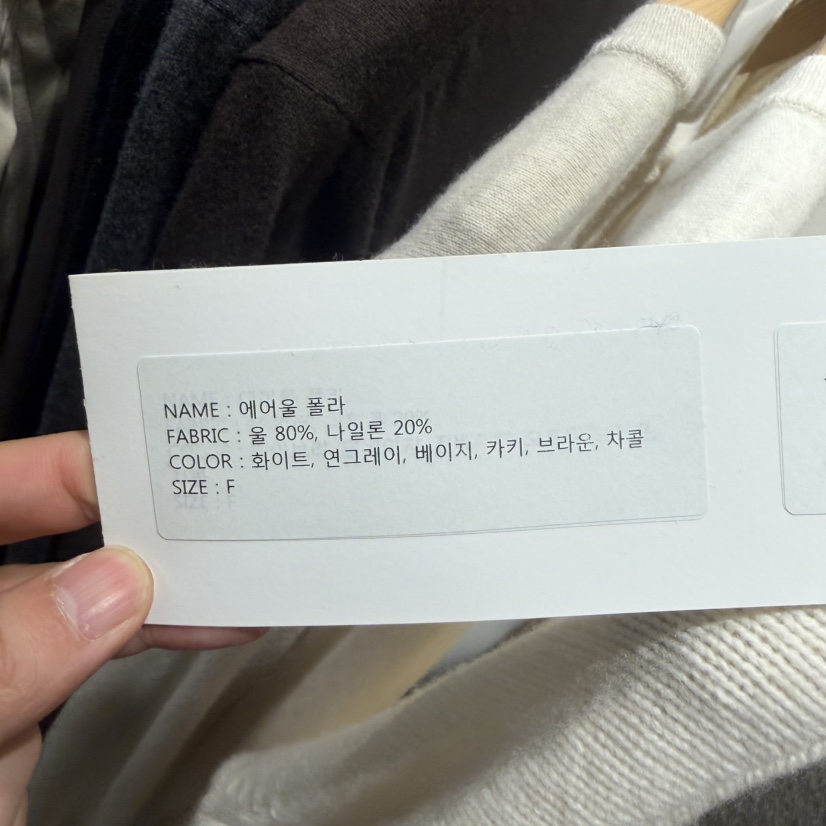 NAME : 에어울 폴라
FABRIC : 울 80%, 나일론 20%
COLOR : 화이트, 연그레이, 베이지, 카키, 브라운, 차콜
SIZE : F